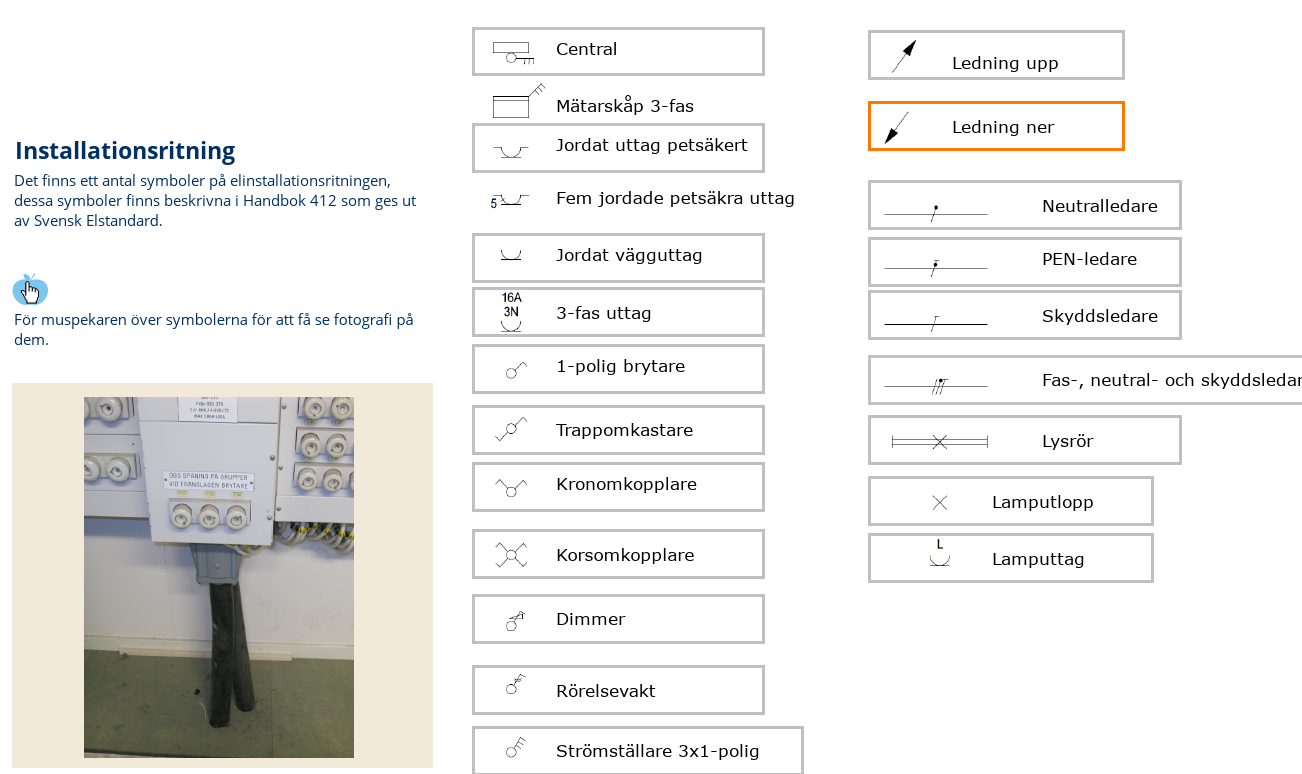 Installationsritning
Det finns ett antal symboler på elinstallationsritningen,
dessa symboler finns beskrivna i Handbok 412 som ges ut
av Svensk Elstandard.
För muspekaren över symbolerna för att få se fotografi på
dem.
OBS SPÄNING PÅ GRUPPER
VID FRÅNSLAGEN BRYTARE
Central
Mätarskåp 3-fas
Jordat uttag petsäkert
5
Fem jordade petsäkra uttag
Jordat vägguttag
16A
3N
3-fas uttag
1-polig brytare
Trappomkastare
Kronomkopplare
Korsomkopplare
Dimmer
Rörelsevakt
Strömställare 3x1-polig
Ledning upp
Ledning ner
Neutralledare
PEN-ledare
Skyddsledare
Fas-, neutral- och skyddsledar
Lysrör
Lamputlopp
L
Lamputtag